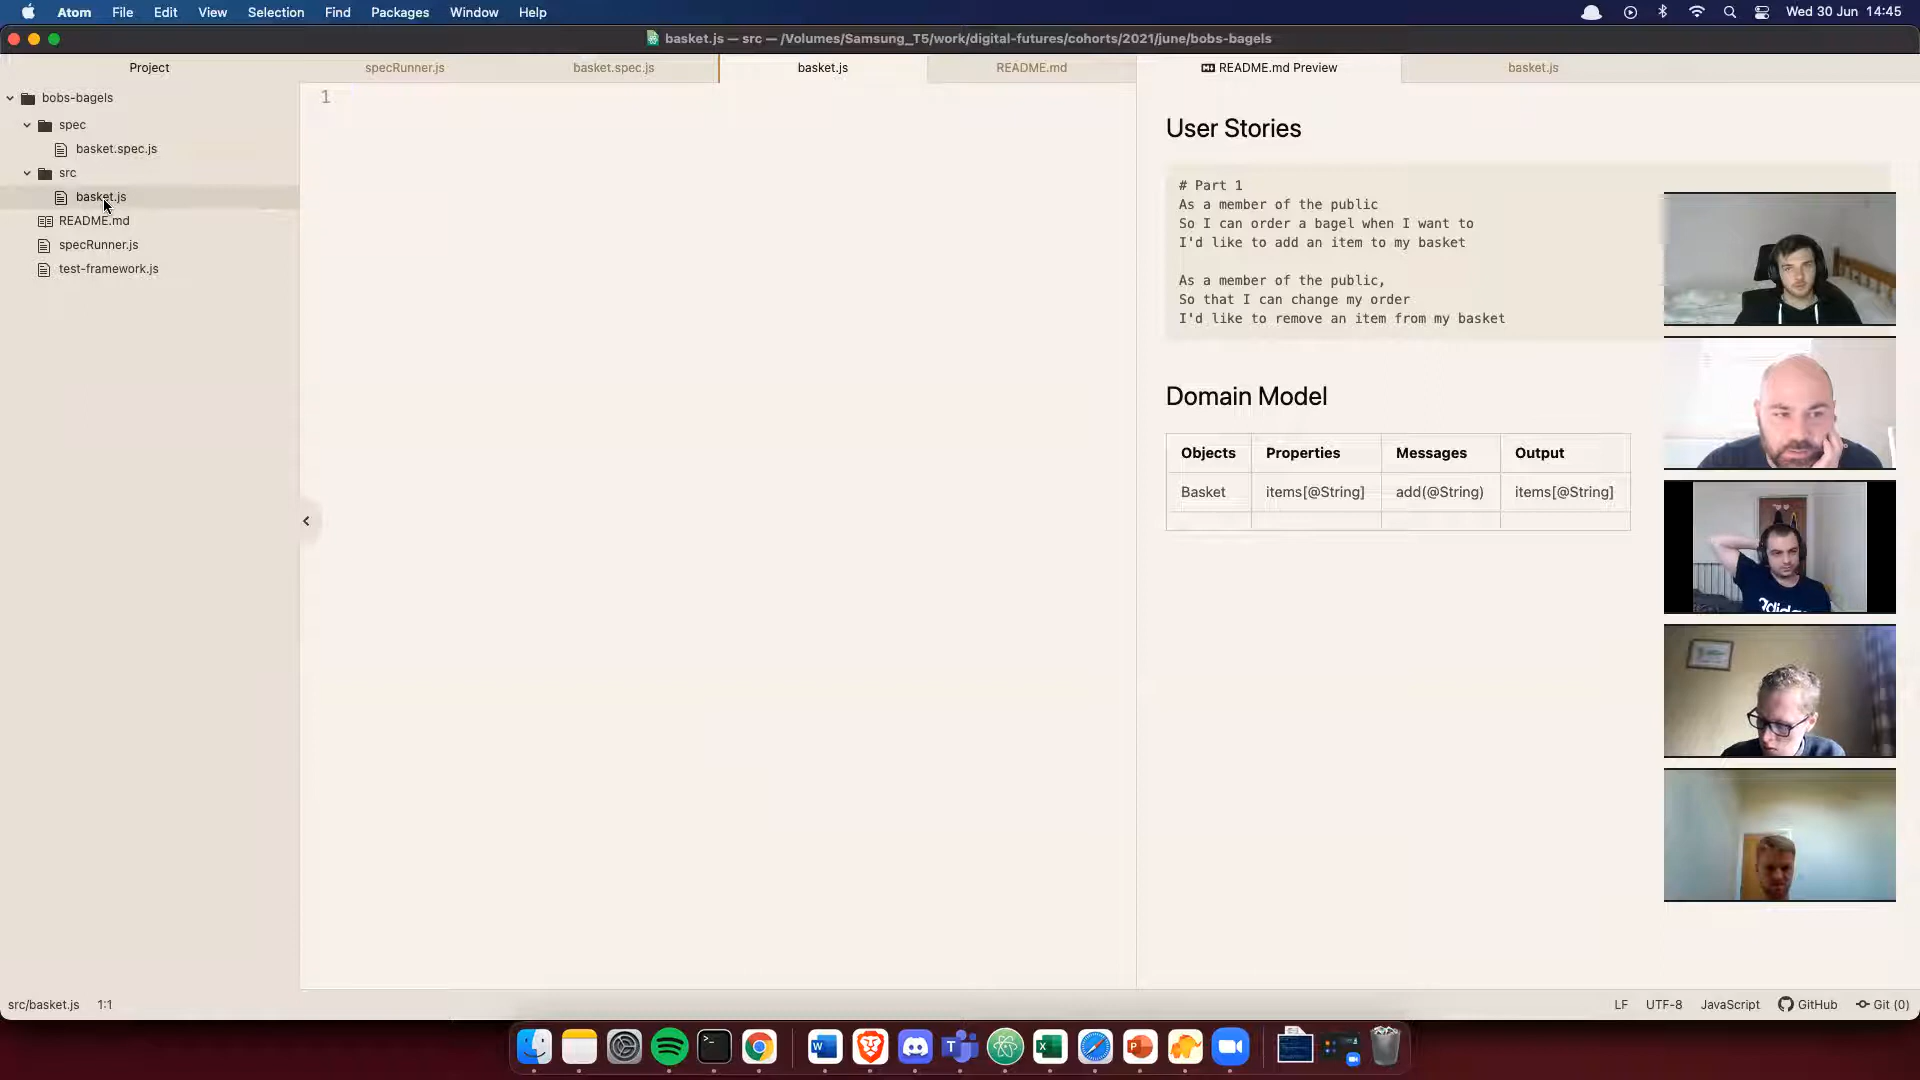 Atom File Edit View Selection Find Packages Window Help Wed 30 Jun 14:45
basket.js — src — /Volumes/Samsung_T5/work/digital-futures/cohorts/2021/june/bobs-bagels
Project specRunner.js basket.spec.js basket.js README.md README.md Preview basket.js
bobs-bagels
spec
basket.spec.js
src
basket.js
README.md
specRunner.js
test-framework.js
1
User Stories
# Part 1
As a member of the public
So I can order a bagel when I want to
I'd like to add an item to my basket
As a member of the public,
So that I can change my order
I'd like to remove an item from my basket
Domain Model
Objects Properties Messages Output
Basket items[@String] add(@String) items[@String]
src/basket.js 1:1 LF UTF-8 JavaScript GitHub Git (0)